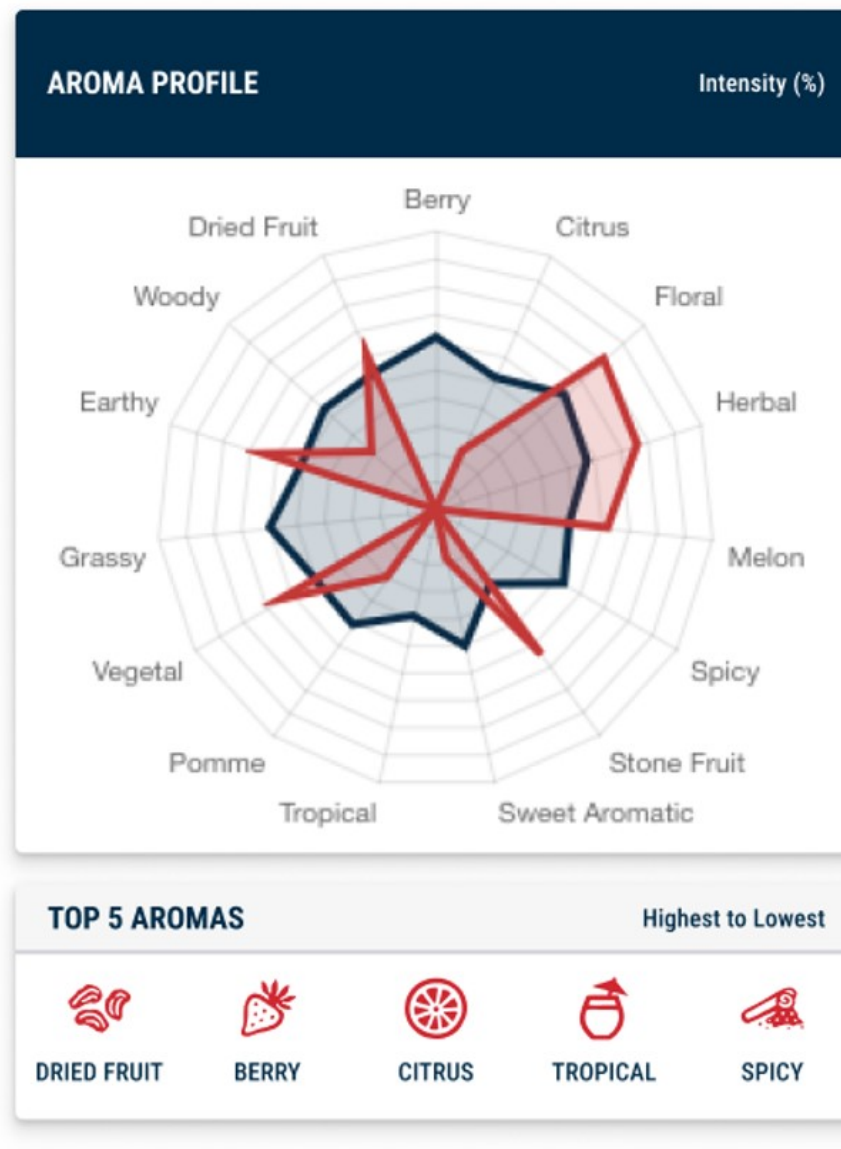 AROMA PROFILE Intensity (%)
Berry
Dried Fruit Citrus
Woody Floral
Earthy Herbal
Grassy Melon
Vegetal Spicy
Pomme Stone Fruit
Tropical Sweet Aromatic
TOP 5 AROMAS Highest to Lowest
DRIED FRUIT BERRY CITRUS TROPICAL SPICY